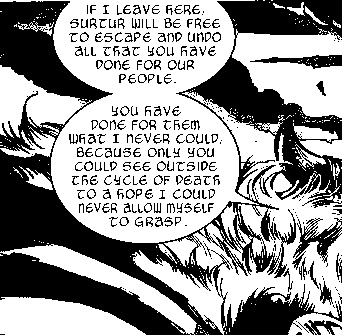 IF I LEAVE HERE,
SURTUR WILL BE FREE
TO ESCAPE AND UNDO
ALL THAT YOU HAVE
DONE FOR OUR
PEOPLE.
YOU HAVE
DONE FOR THEM
WHAT I NEVER COULD,
BECAUSE ONLY YOU
COULD SEE OUTSIDE
THE CYCLE OF DEATH
TO A HOPE I COULD
NEVER ALLOW MYSELF
TO GRASP.